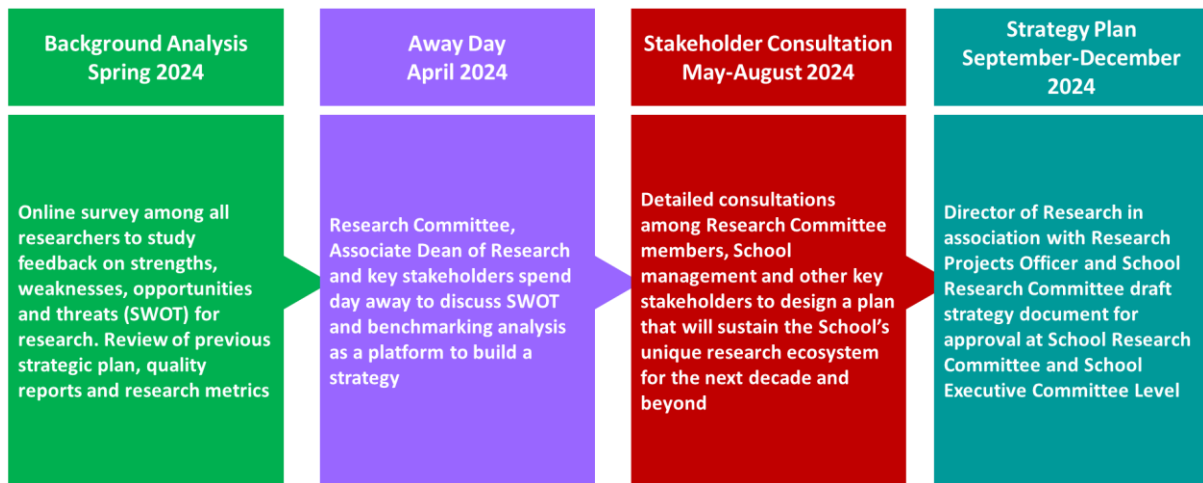 Background Analysis
Spring 2024
Online survey among all
researchers to study
feedback on strengths,
weaknesses, opportunities
and threats (SWOT) for
research. Review of previous
strategic plan, quality
reports and research metrics
Away Day
April 2024
Research Committee,
Associate Dean of Research
and key stakeholders spend
day away to discuss SWOT
and benchmarking analysis
as a platform to build a
strategy
Stakeholder Consultation
May-August 2024
Detailed consultations
among Research Committee
members, School
management and other key
stakeholders to design a plan
that will sustain the School’s
unique research ecosystem
for the next decade and
beyond
Strategy Plan
September-December
2024
Director of Research in
association with Research
Projects Officer and School
Research Committee draft
strategy document for
approval at School Research
Committee and School
Executive Committee Level